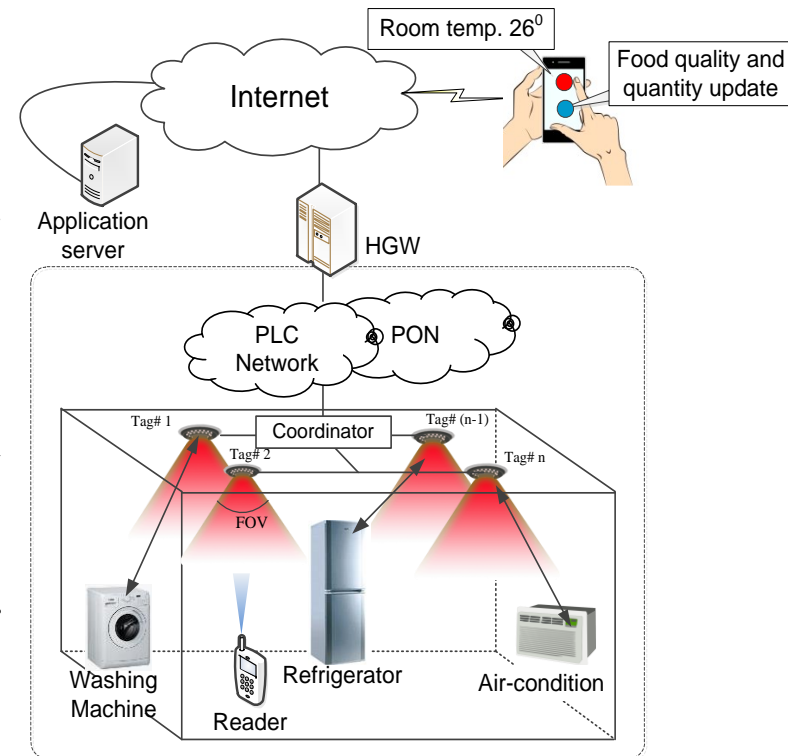 Room temp. 26⁰
Food quality and
quantity update
Internet
Application
server
HGW
PLC
Network
PON
Tag# 1
Coordinator
Tag# (n-1)
Tag# 2
Tag# n
FOV
Washing
Machine
Reader
Refrigerator
Air-condition